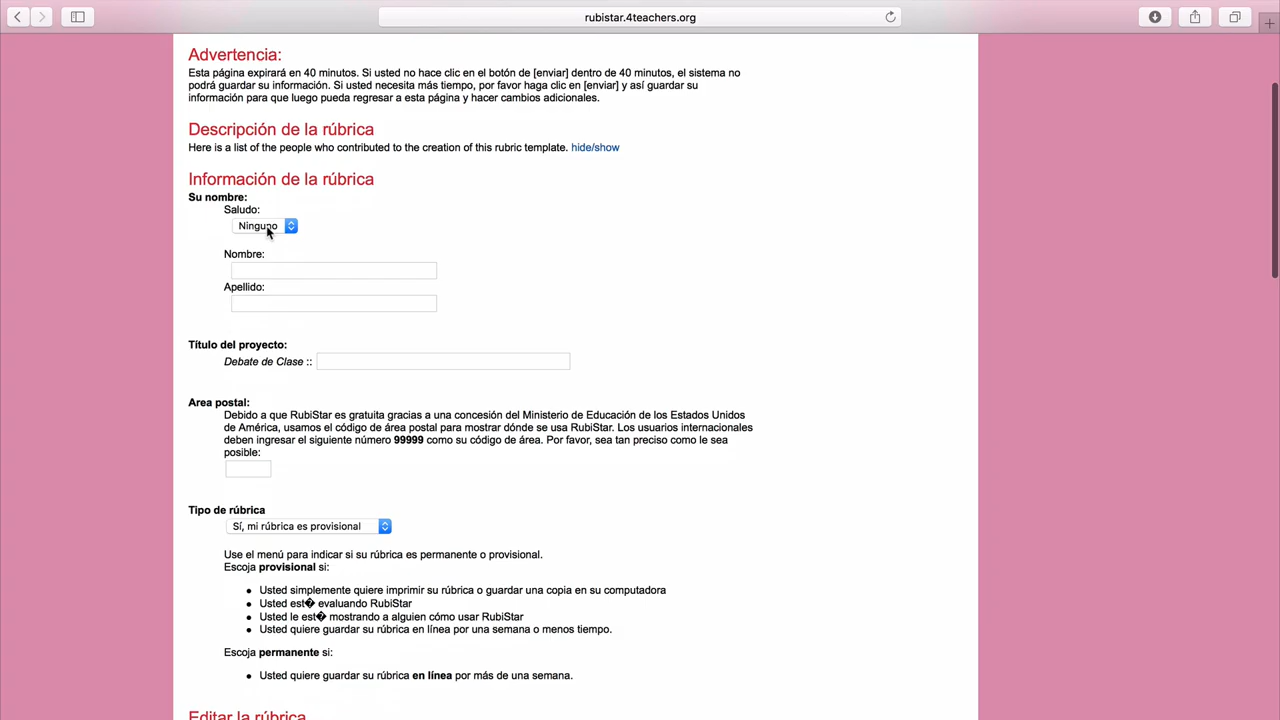 rubistar.4teachers.org
Advertencia:
Esta página expirará en 40 minutos. Si usted no hace clic en el botón de [enviar] dentro de 40 minutos, el sistema no
podrá guardar su información. Si usted necesita más tiempo, por favor haga clic en [enviar] y así guardar su
información para que luego pueda regresar a esta página y hacer cambios adicionales.
Descripción de la rúbrica
Here is a list of the people who contributed to the creation of this rubric template. hide/show
Información de la rúbrica
Su nombre:
Saludo:
Ninguno
Nombre:
Apellido:
Título del proyecto:
Debate de Clase ::
Area postal:
Debido a que RubiStar es gratuita gracias a una concesión del Ministerio de Educación de los Estados Unidos
de América, usamos el código de área postal para mostrar dónde se usa RubiStar. Los usuarios internacionales
deben ingresar el siguiente número 99999 como su código de área. Por favor, sea tan preciso como le sea
posible:
Tipo de rúbrica
Sí, mi rúbrica es provisional
Use el menú para indicar si su rúbrica es permanente o provisional.
Escoja provisional si:
• Usted simplemente quiere imprimir su rúbrica o guardar una copia en su computadora
• Usted est� evaluando RubiStar
• Usted le est� mostrando a alguien cómo usar RubiStar
• Usted quiere guardar su rúbrica en línea por una semana o menos tiempo.
Escoja permanente si:
• Usted quiere guardar su rúbrica en línea por más de una semana.
Editar la rúbrica